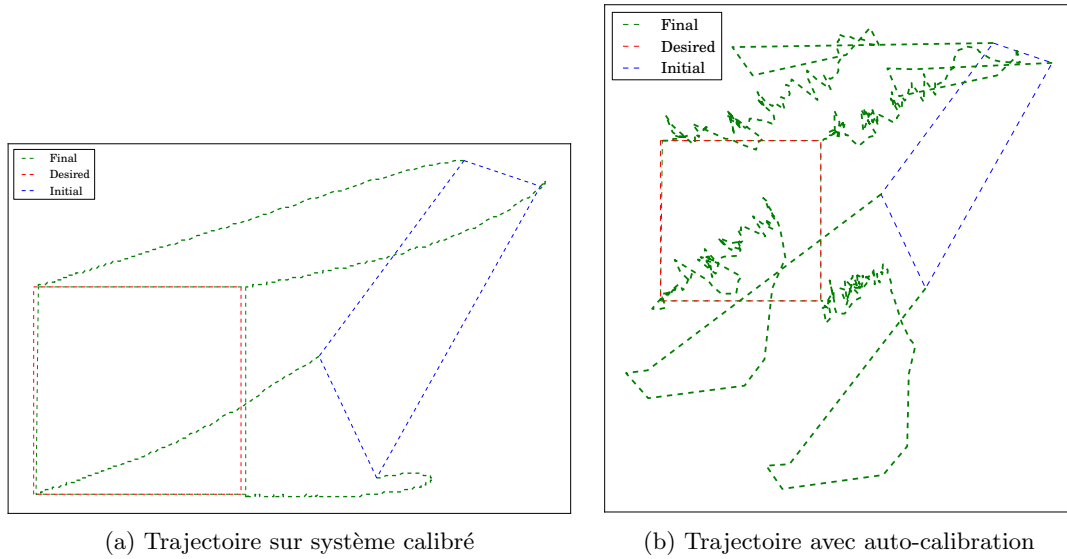 Final
Desired
Initial
(a) Trajectoire sur système calibré
Final
Desired
Initial
(b) Trajectoire avec auto-calibration